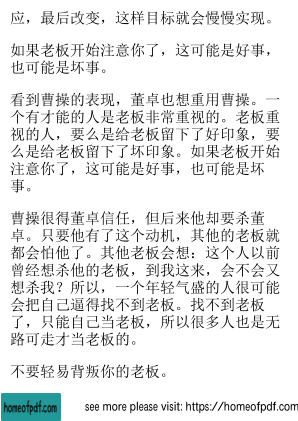 应，最后改变，这样目标就会慢慢实现。
如果老板开始注意你了，这可能是好事，
也可能是坏事。
看到曹操的表现，董卓也想重用曹操。一
个有才能的人是老板非常重视的。老板重
视的人，要么是给老板留下了好印象，要
么是给老板留下了坏印象。如果老板开始
注意你了，这可能是好事，也可能是坏
事。
曹操很得董卓信任，但后来他却要杀董
卓。只要他有了这个动机，其他的老板就
都会怕他了。其他老板会想：这个人以前
曾经想杀他的老板，到我这来，会不会又
想杀我？所以，一个年轻气盛的人很可能
会把自己逼得找不到老板。找不到老板
了，只能自己当老板，所以很多人也是无
路可走才当老板的。
不要轻易背叛你的老板。
homeofpdf.com
see more please visit: https://homeofpdf.com